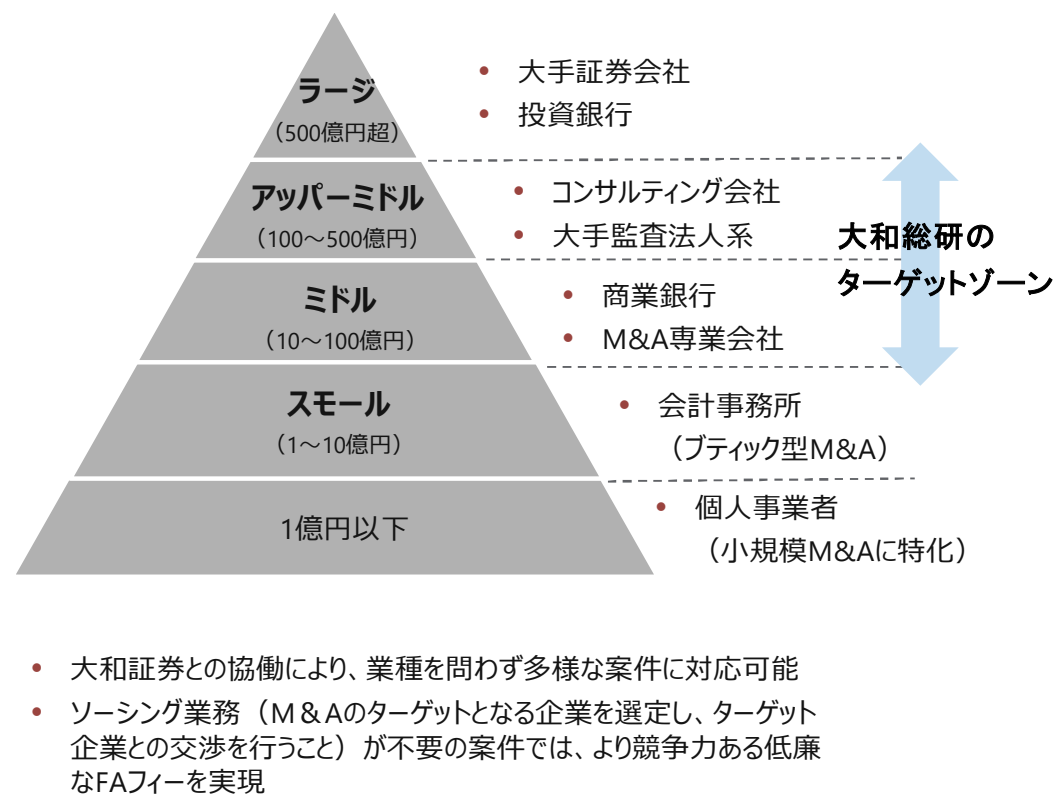 ラージ
（500億円超）
• 大手証券会社
• 投資銀行
アッパーミドル
（100～500億円）
• コンサルティング会社
• 大手監査法人系
大和総研の
ターゲットゾーン
ミドル
（10～100億円）
• 商業銀行
• M&A専業会社
スモール
（1～10億円）
• 会計事務所
（ブティック型M&A）
1億円以下
• 個人事業者
（小規模M&Aに特化）
• 大和証券との協働により、業種を問わず多様な案件に対応可能
• ソーシング業務（Ｍ＆Ａのターゲットとなる企業を選定し、ターゲット
企業との交渉を行うこと）が不要の案件では、より競争力ある低廉
なFAフィーを実現